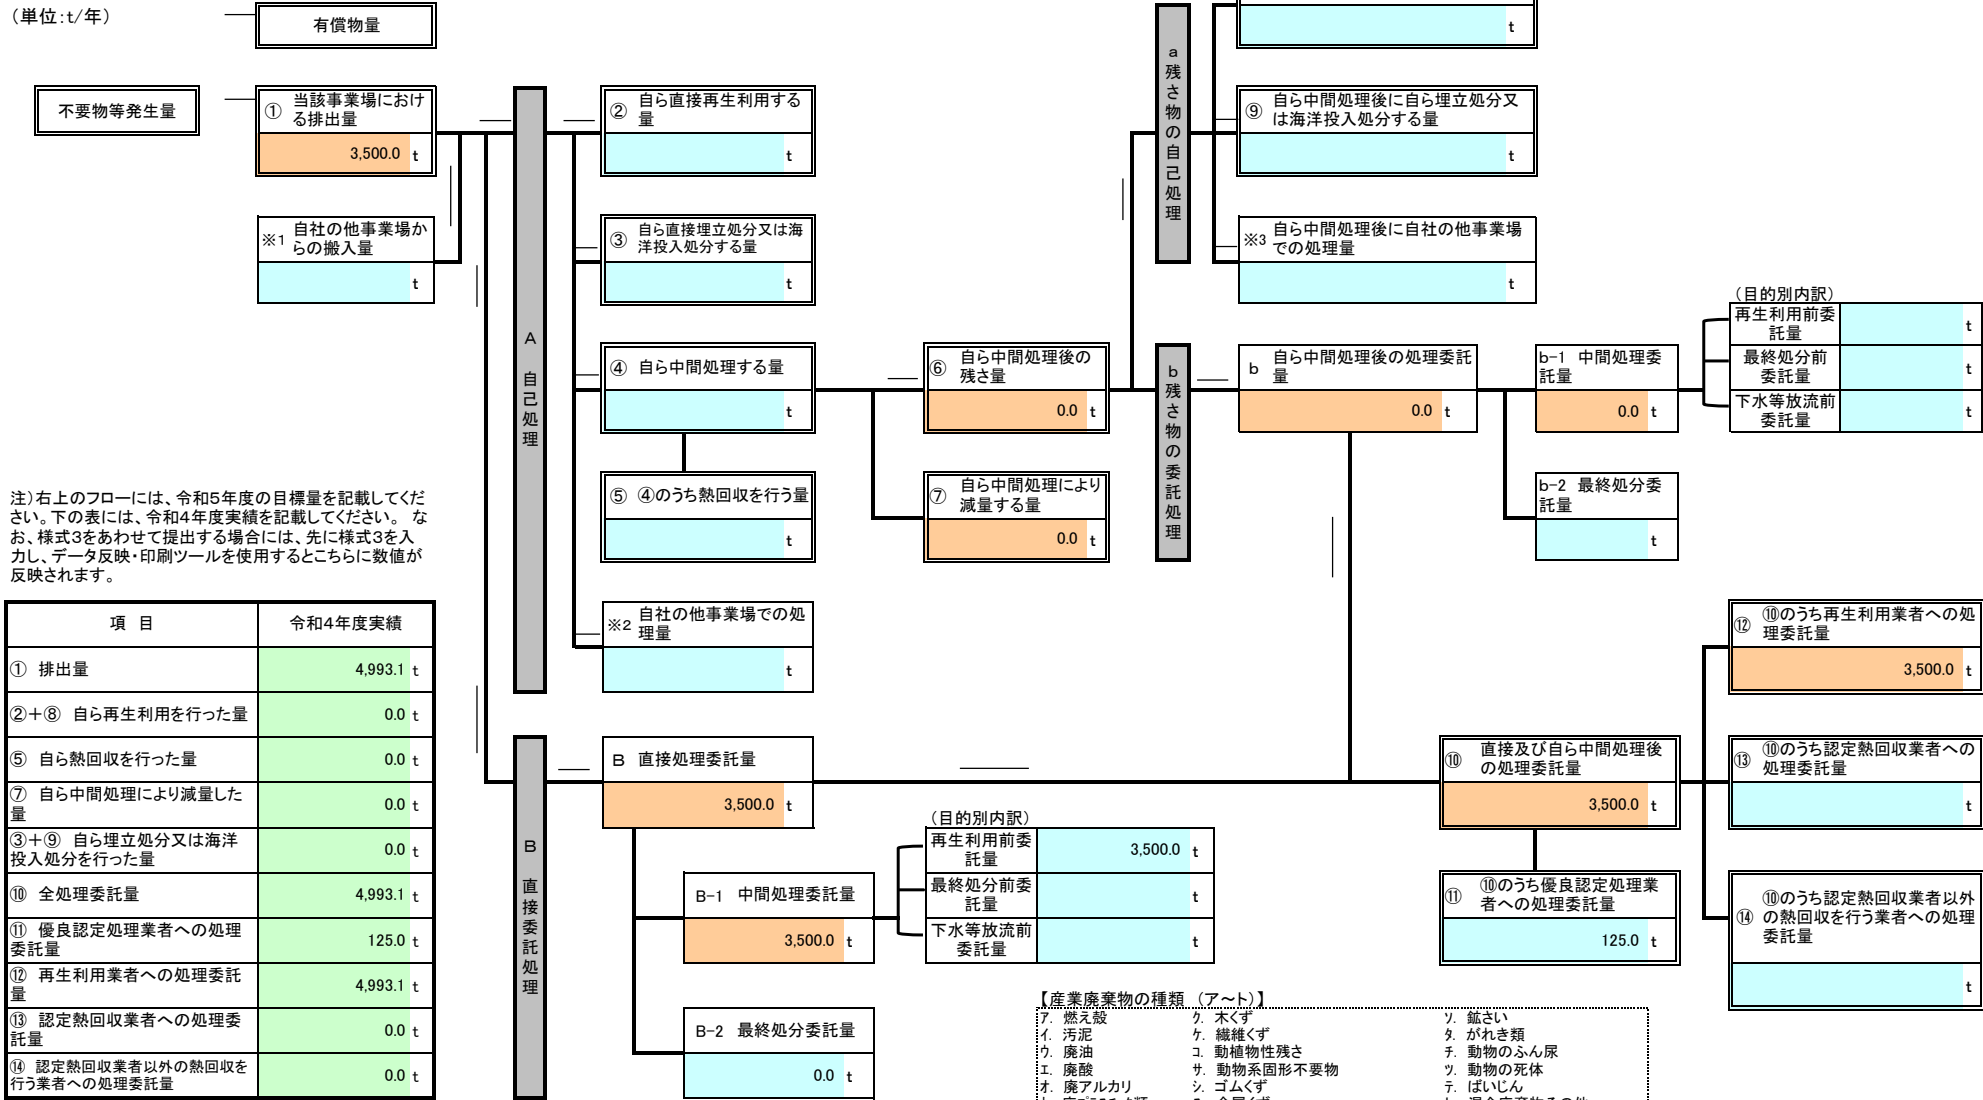 （単位:t/年）
有償物量
不要物等発生量
① 当該事業場におけ
る排出量
3,500.0 t
※1 自社の他事業場か
らの搬入量
t
A 自己処理
② 自ら直接再生利用する
量
t
③ 自ら直接埋立処分又は海
洋投入処分する量
t
④ 自ら中間処理する量
t
⑤ ④のうち熱回収を行う量
t
※2 自社の他事業場での処
理量
t
⑥ 自ら中間処理後の
残さ量
0.0 t
⑦ 自ら中間処理により
減量する量
0.0 t
a 残さ物の自己処理
t
⑨ 自ら中間処理後に自ら埋立処分又
は海洋投入処分する量
t
※3 自ら中間処理後に自社の他事業場
での処理量
t
b 残さ物の委託処理
b 自ら中間処理後の処理委託
量
0.0 t
b-1 中間処理委
託量
0.0 t
b-2 最終処分委
託量
t
（目的別内訳）
再生利用前委
託量
t
最終処分前
委託量
t
下水等放流前
委託量
t
注）右上のフローには、令和5年度の目標量を記載してくだ
さい。下の表には、令和4年度実績を記載してください。 な
お、様式3をあわせて提出する場合には、先に様式3を入
力し、データ反映・印刷ツールを使用するとこちらに数値が
反映されます。
項 目 令和4年度実績
① 排出量 4,993.1 t
②＋⑧ 自ら再生利用を行った量 0.0 t
⑤ 自ら熱回収を行った量 0.0 t
⑦ 自ら中間処理により減量した
量 0.0 t
③＋⑨ 自ら埋立処分又は海洋
投入処分を行った量 0.0 t
⑩ 全処理委託量 4,993.1 t
⑪ 優良認定処理業者への処理
委託量 125.0 t
⑫ 再生利用業者への処理委託
量 4,993.1 t
⑬ 認定熱回収業者への処理委
託量 0.0 t
⑭ 認定熱回収業者以外の熱回収を
行う業者への処理委託量 0.0 t
B 直接委託処理
B 直接処理委託量
3,500.0 t
B-1 中間処理委託量
3,500.0 t
B-2 最終処分委託量
0.0 t
（目的別内訳）
再生利用前委
託量
3,500.0 t
最終処分前委
託量
t
下水等放流前
委託量
t
⑩ 直接及び自ら中間処理後
の処理委託量
3,500.0 t
⑪ ⑩のうち優良認定処理業
者への処理委託量
125.0 t
⑫ ⑩のうち再生利用業者への処
理委託量
3,500.0 t
⑬ ⑩のうち認定熱回収業者への
処理委託量
t
⑭ ⑩のうち認定熱回収業者以外
の熱回収を行う業者への処理
委託量
t
【産業廃棄物の種類 （ア～ト）】
ア. 燃え殻 ク. 木くず ソ. 鉱さい
イ. 汚泥 ケ. 繊維くず タ. がれき類
ウ. 廃油 コ. 動植物性残さ チ. 動物のふん尿
エ. 廃酸 サ. 動物系固形不要物 ツ. 動物の死体
オ. 廃アルカリ シ. ゴムくず テ. ばいじん